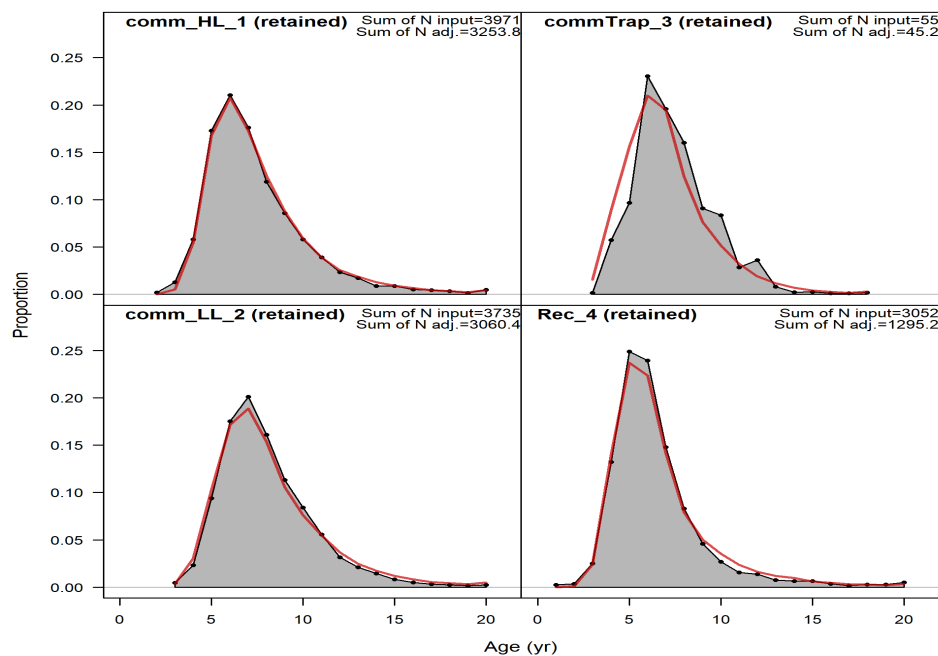 comm_HL_1 (retained)
Sum of N input=3971
Sum of N adj.=3253.8
commTrap_3 (retained)
Sum of N input=55
Sum of N adj.=45.2
0.25
0.20
0.15
0.10
0.05
0.00
comm_LL_2 (retained)
Sum of N input=3735
Sum of N adj.=3060.4
Rec_4 (retained)
Sum of N input=3052
Sum of N adj.=1295.2
0.25
0.20
0.15
0.10
0.05
0.00
Proportion
0 5 10 15 20
0 5 10 15 20
Age (yr)